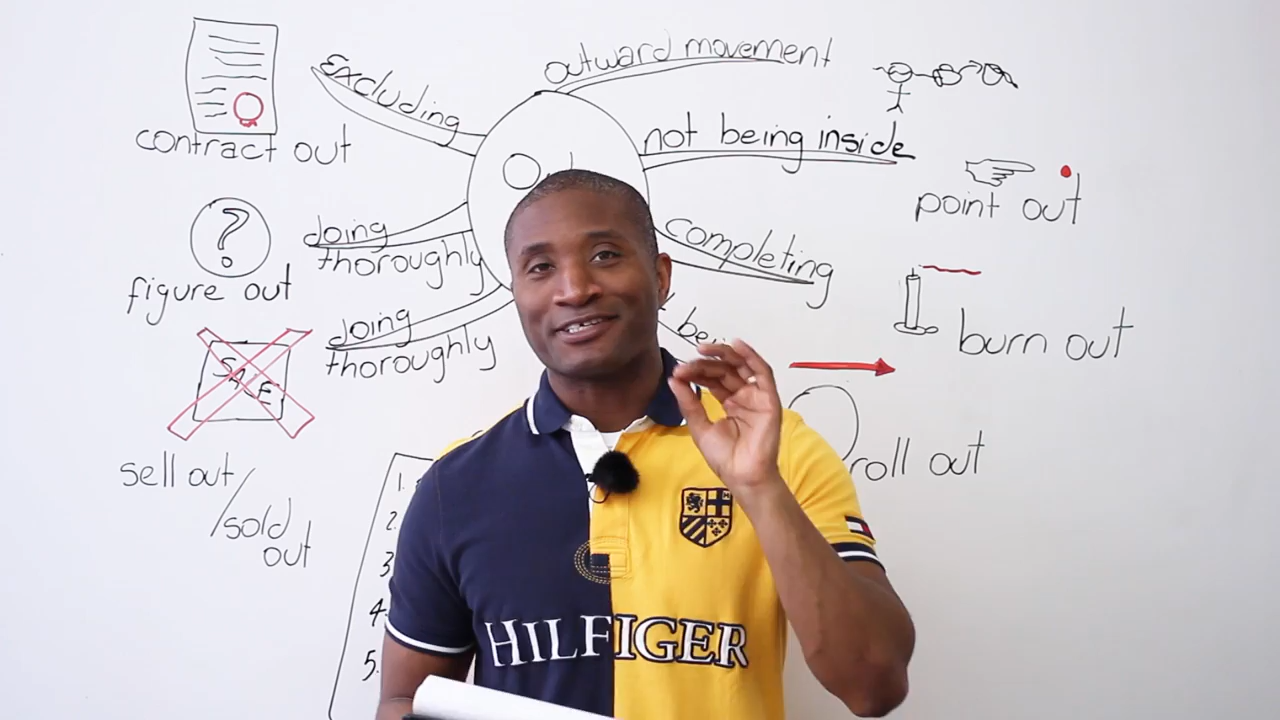 outward movement
Excluding
contract out
not being inside
point out
doing
thoroughly
figure out
completing
burn out
doing
thoroughly
SALE
sell out/
/sold
out
roll out
1.
2.
3
4.
5.
HILFIGER